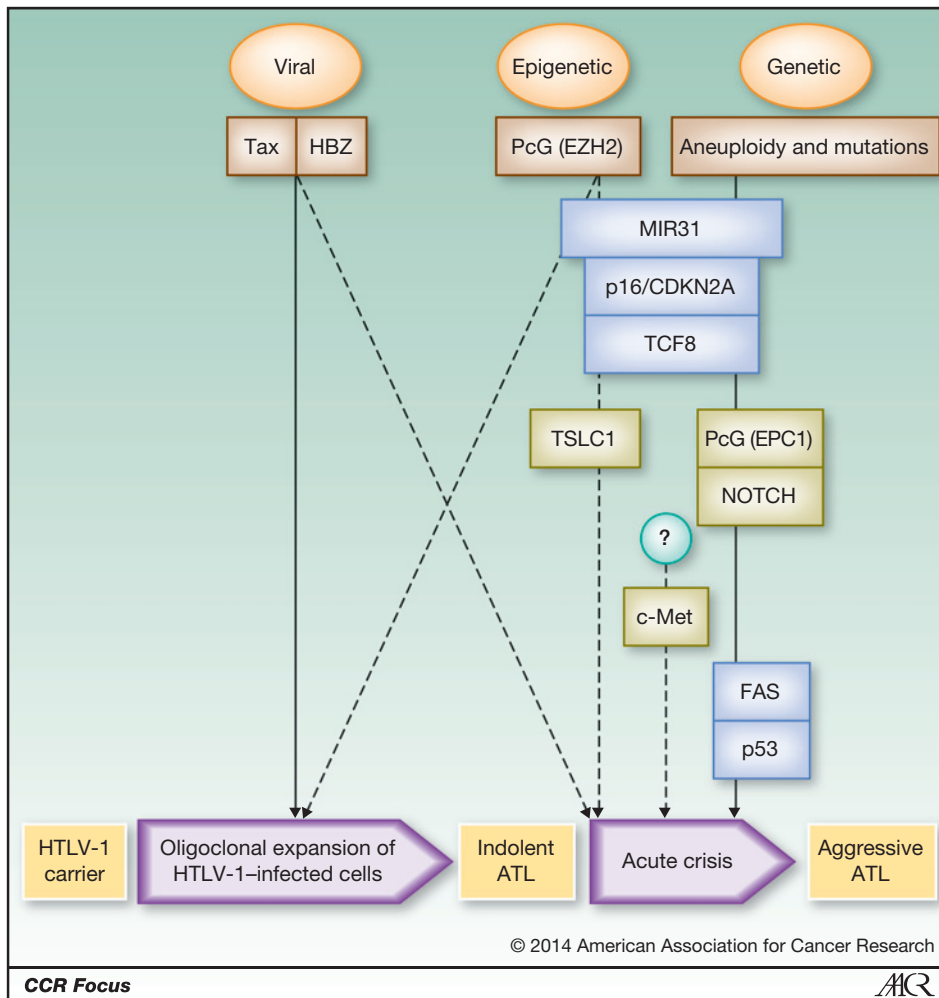 Viral
Epigenetic
Genetic
Tax
HBZ
PcG (EZH2)
Aneuploidy and mutations
MIR31
p16/CDKN2A
TCF8
TSLC1
PcG (EPC1)
NOTCH
?
c-Met
FAS
p53
HTLV-1
carrier
Oligoclonal expansion of
HTLV-1–infected cells
Indolent
ATL
Acute crisis
Aggressive
ATL
© 2014 American Association for Cancer Research
CCR Focus
AACR